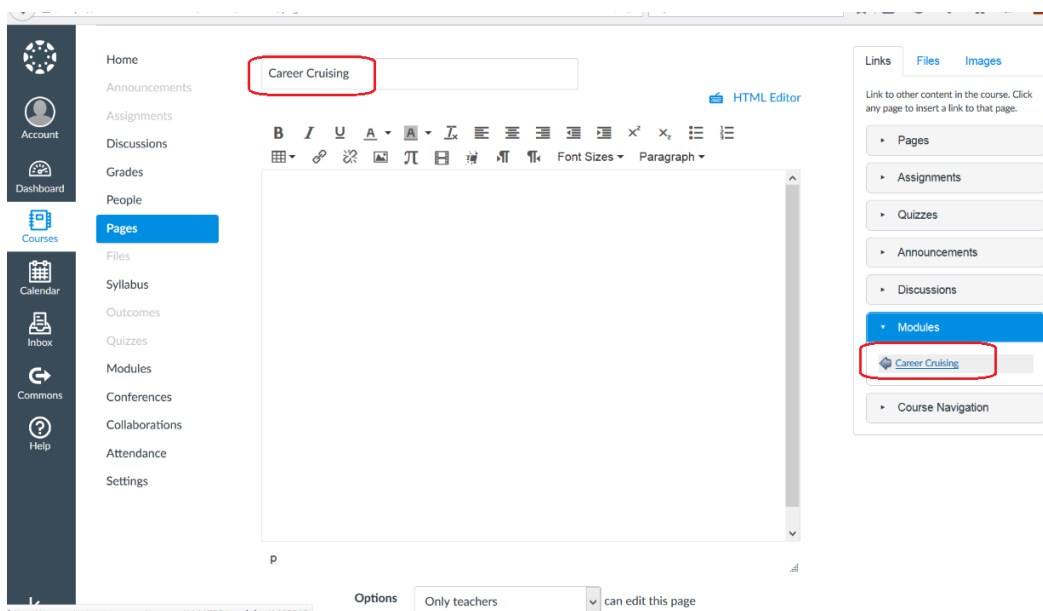 Account
Dashboard
Courses
Calendar
Inbox
Commons
Help
Home
Announcements
Assignments
Discussions
Grades
People
Pages
Files
Syllabus
Outcomes
Quizzes
Modules
Conferences
Collaborations
Attendance
Settings
Career Cruising
HTML Editor
B I U A A Ix x² x₂
π Font Sizes Paragraph
p
Options Only teachers can edit this page
Links Files Images
Link to other content in the course. Click
any page to insert a link to that page.
Pages
Assignments
Quizzes
Announcements
Discussions
Modules
Career Cruising
Course Navigation